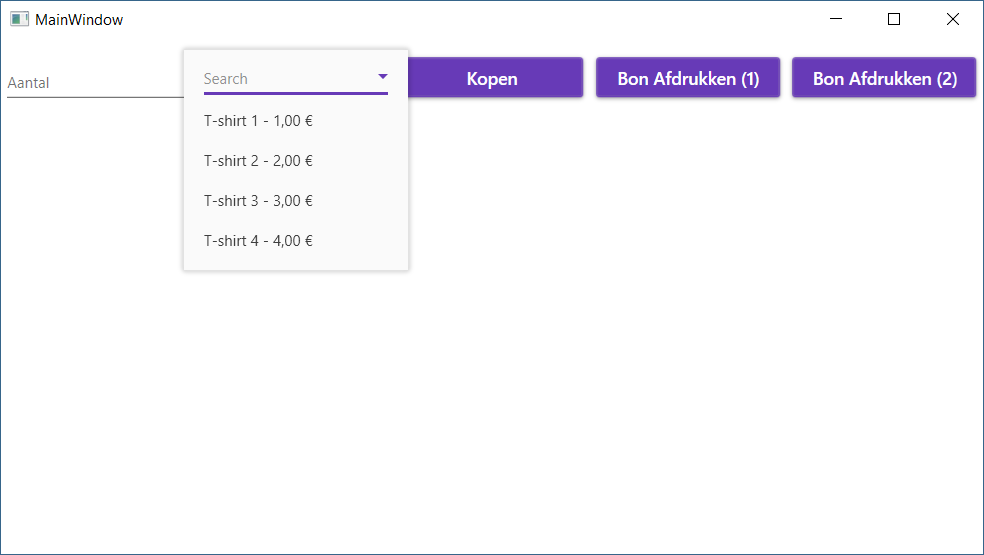 MainWindow
Aantal
Search
Kopen
Bon Afdrukken (1)
Bon Afdrukken (2)
T-shirt 1 - 1,00 €
T-shirt 2 - 2,00 €
T-shirt 3 - 3,00 €
T-shirt 4 - 4,00 €